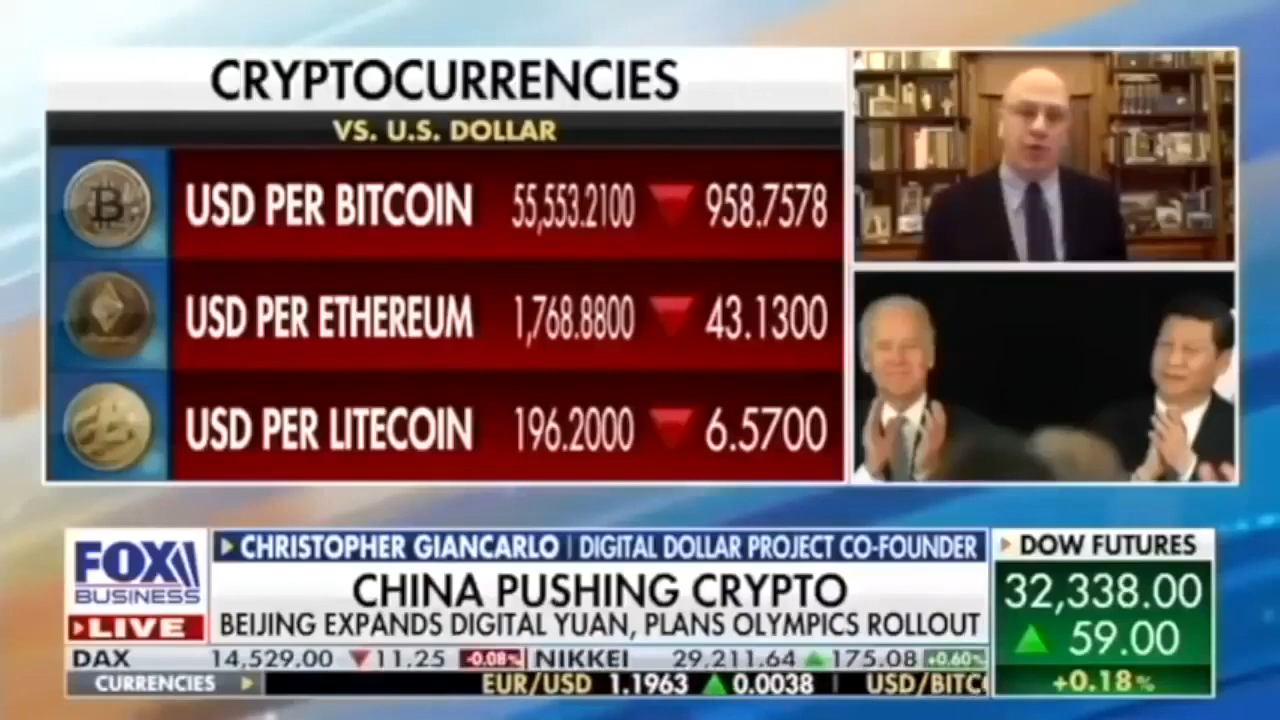 CRYPTOCURRENCIES
VS. U.S. DOLLAR
USD PER BITCOIN 55,553.2100 ▼ 958.7578
USD PER ETHEREUM 1,768.8800 ▼ 43.1300
USD PER LITECOIN 196.2000 ▼ 6.5700
FOX BUSINESS
LIVE
CHRISTOPHER GIANCARLO | DIGITAL DOLLAR PROJECT CO-FOUNDER
CHINA PUSHING CRYPTO
BEIJING EXPANDS DIGITAL YUAN, PLANS OLYMPICS ROLLOUT
DOW FUTURES
32,338.00
▲ 59.00
+0.18%
DAX 14,529.00 ▼ 11.25 -0.08% NIKKEI 29,211.64 ▲ 175.08 +0.60%
CURRENCIES EUR/USD 1.1963 ▲ 0.0038 | USD/BITC